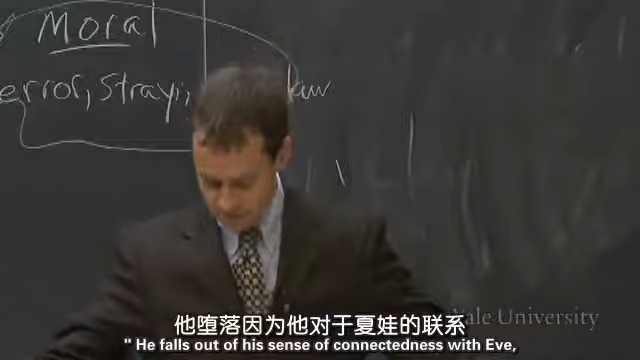 Moral
error, Strayi
Yale University
他堕落因为他对于夏娃的联系
" He falls out of his sense of connectedness with Eve,